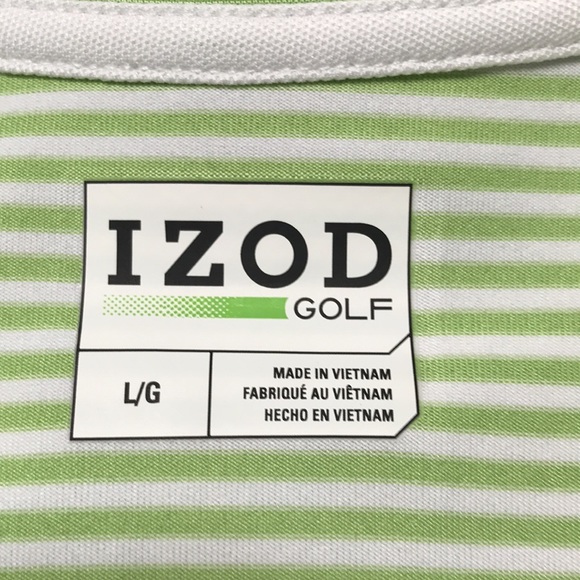 IZOD
GOLF
L/G
MADE IN VIETNAM
FABRIQUÉ AU VIÊTNAM
HECHO EN VIETNAM